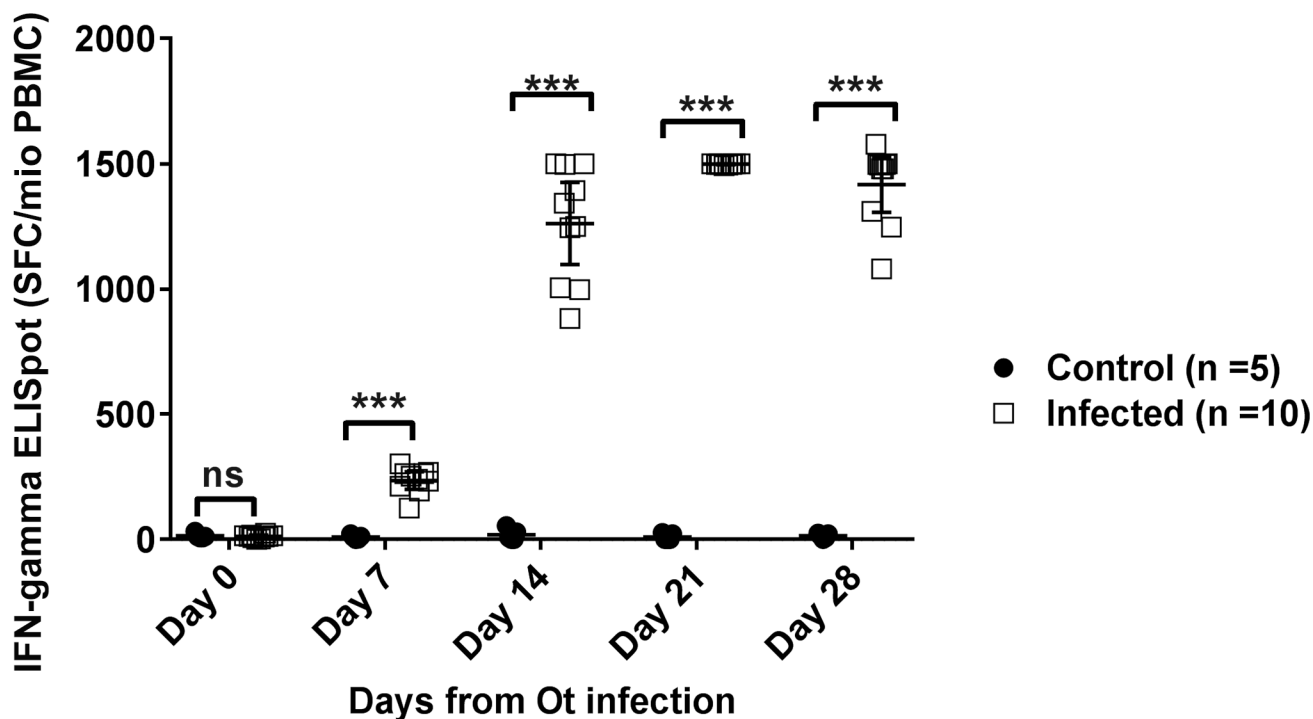 IFN-gamma ELISpot (SFC/mio PBMC)
2000
1500
1000
500
0
ns
***
***
***
***
Day 0
Day 7
Day 14
Day 21
Day 28
Days from Ot infection
Control (n =5)
Infected (n =10)